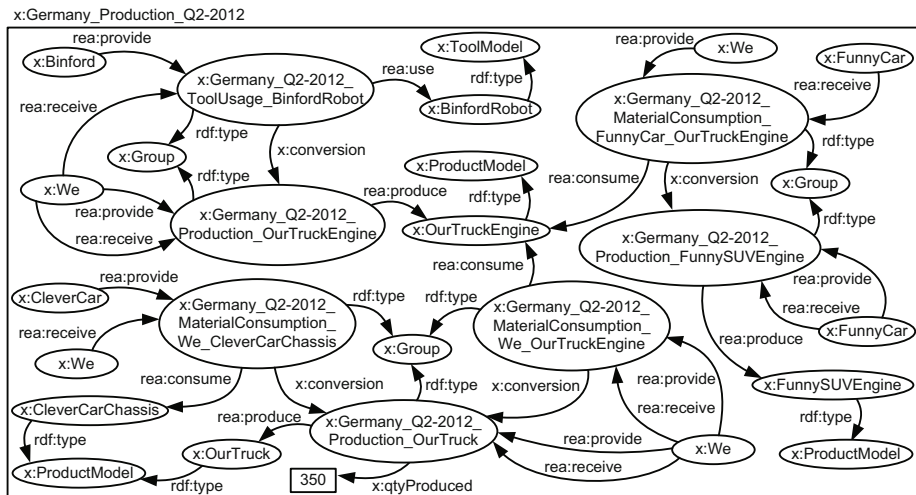 x:Germany_Production_Q2-2012
rea:provide
x:Binford
x:Germany_Q2-2012_
ToolUsage_BinfordRobot
rea:receive
rea:use
x:ToolModel
rdf:type
x:BinfordRobot
rea:provide
x:We
x:FunnyCar
rea:receive
x:Germany_Q2-2012_
MaterialConsumption_
FunnyCar_OurTruckEngine
rdf:type
x:Group
rdf:type
x:conversion
x:We
rea:provide
rea:receive
x:Germany_Q2-2012_
Production_OurTruckEngine
rea:produce
x:ProductModel
rdf:type
x:OurTruckEngine
rea:consume
x:conversion
rdf:type
x:Group
rdf:type
x:Germany_Q2-2012_
Production_FunnySUVEngine
rea:provide
rea:receive
x:FunnyCar
rea:produce
rea:provide
x:CleverCar
rea:receive
x:We
x:Germany_Q2-2012_
MaterialConsumption_
We_CleverCarChassis
rdf:type
x:Group
rdf:type
rea:consume
rdf:type
x:Germany_Q2-2012_
MaterialConsumption_
We_OurTruckEngine
rea:consume
x:CleverCarChassis
rdf:type
x:ProductModel
x:conversion
x:conversion
rea:provide
rea:receive
rea:produce
x:OurTruck
rdf:type
x:Germany_Q2-2012_
Production_OurTruck
rea:provide
rea:receive
x:We
350
x:qtyProduced
x:FunnySUVEngine
rdf:type
x:ProductModel